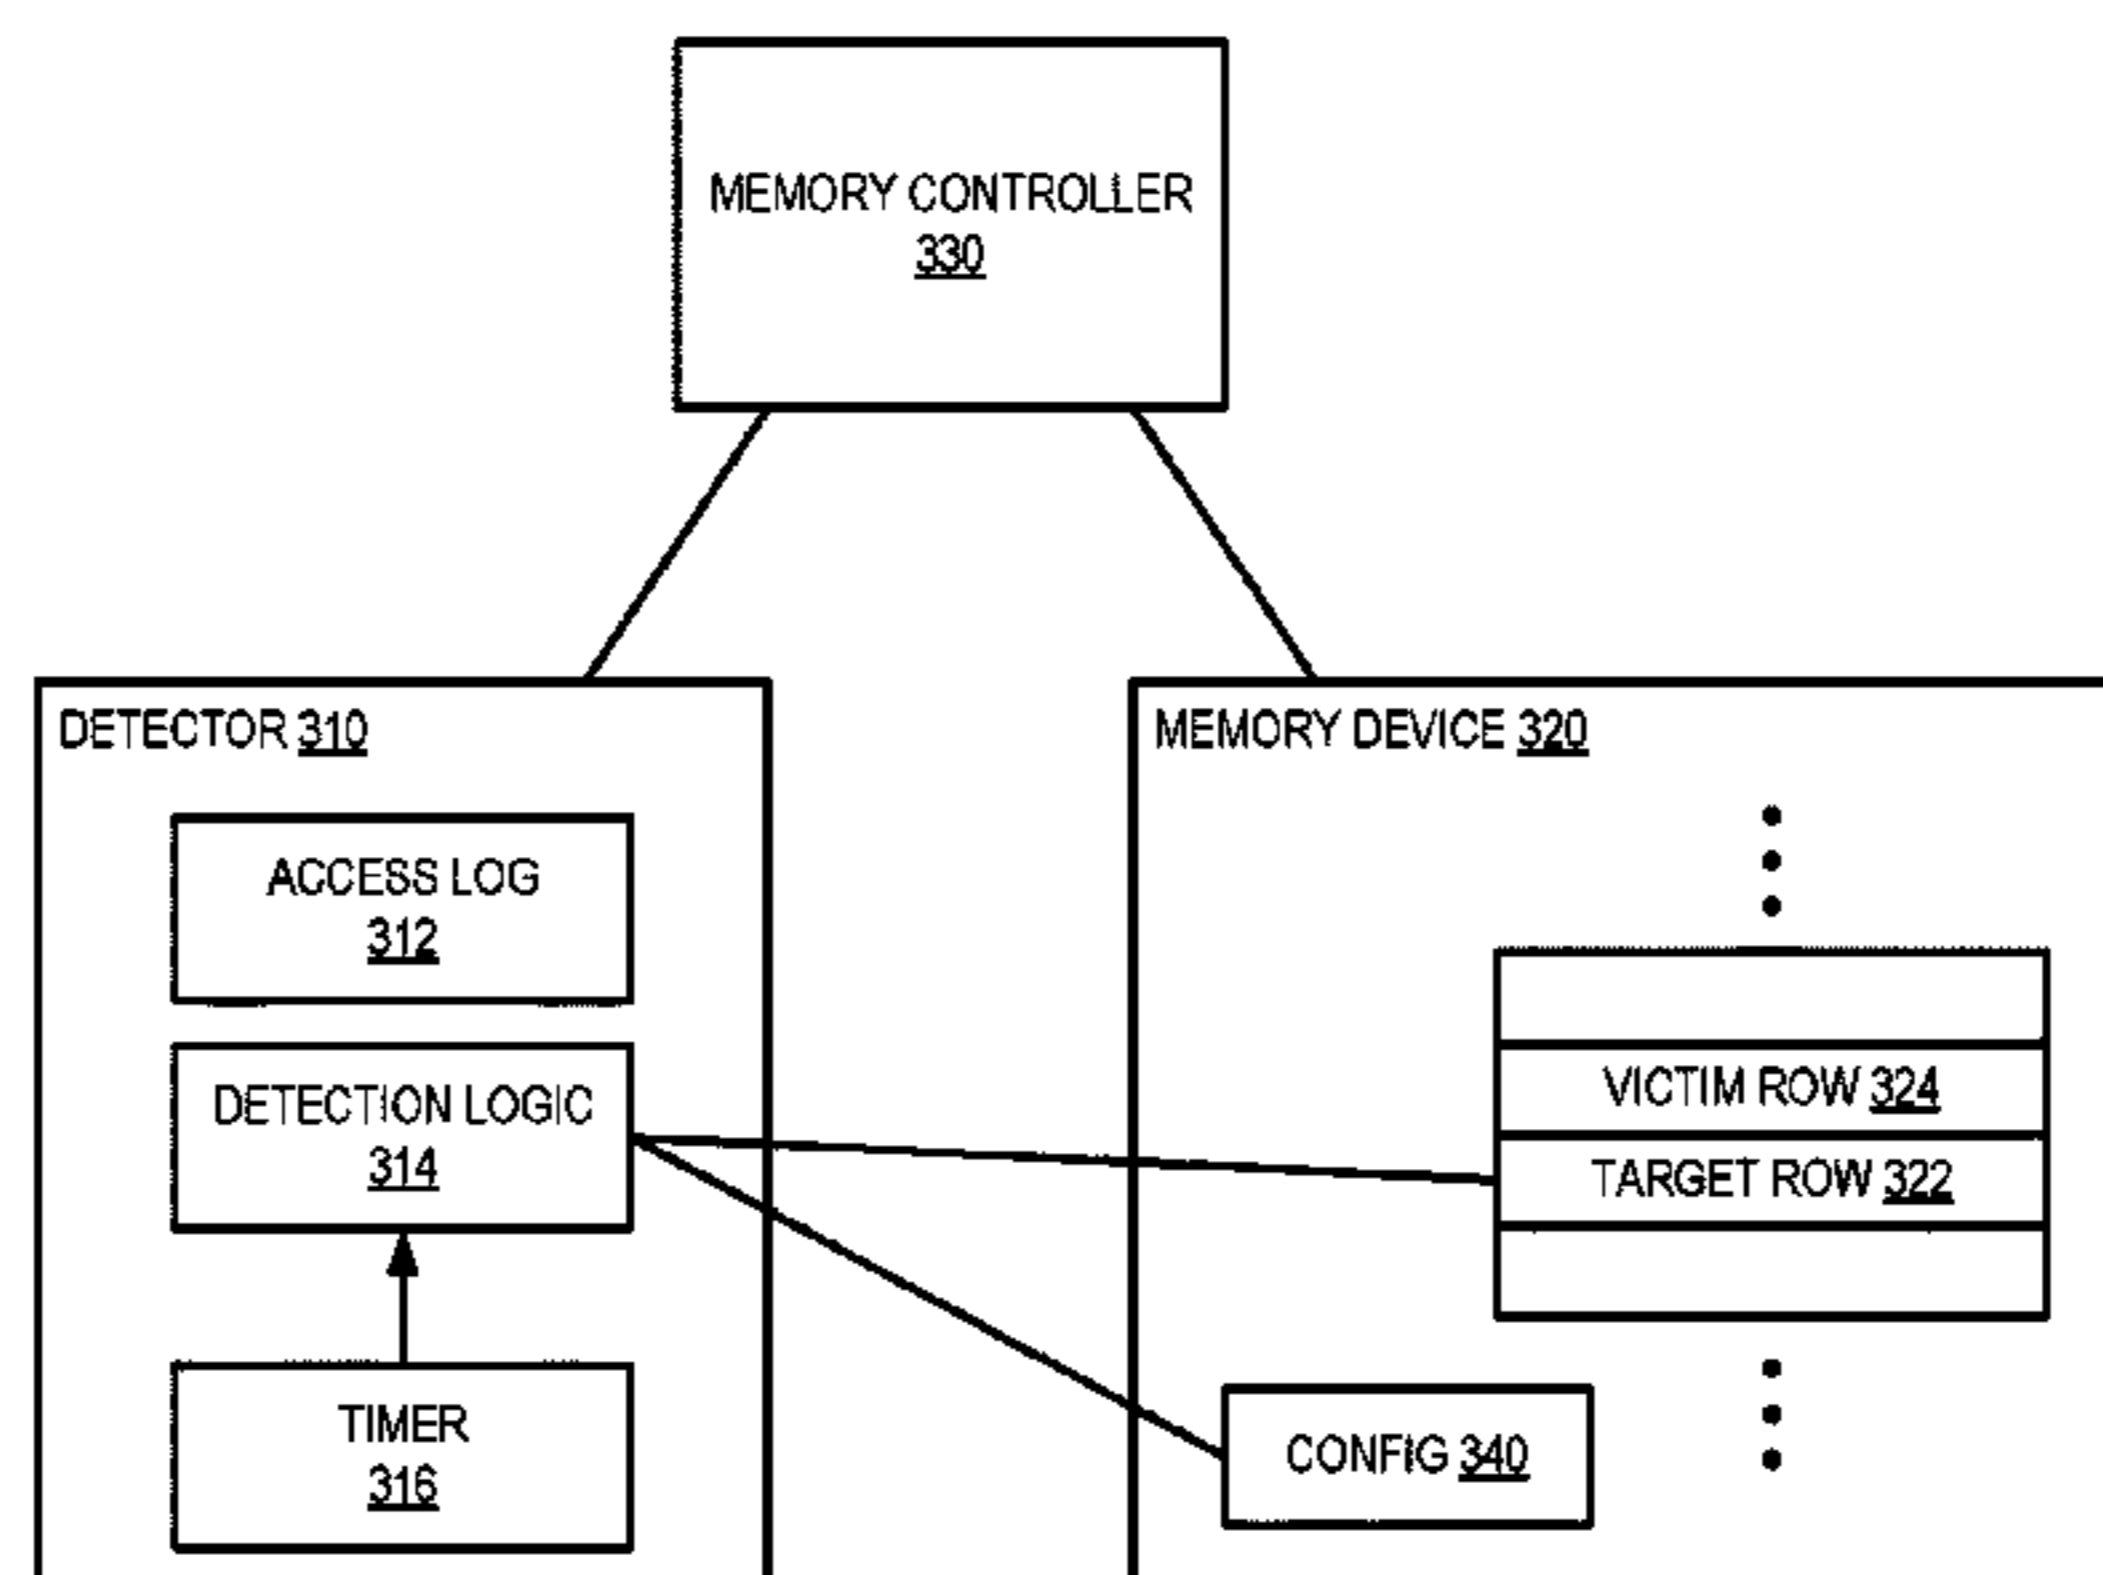 MEMORY CONTROLLER
330
DETECTOR 310
ACCESS LOG
312
DETECTION LOGIC
314
TIMER
316
MEMORY DEVICE 320
VICTIM ROW 324
TARGET ROW 322
CONFIG 340